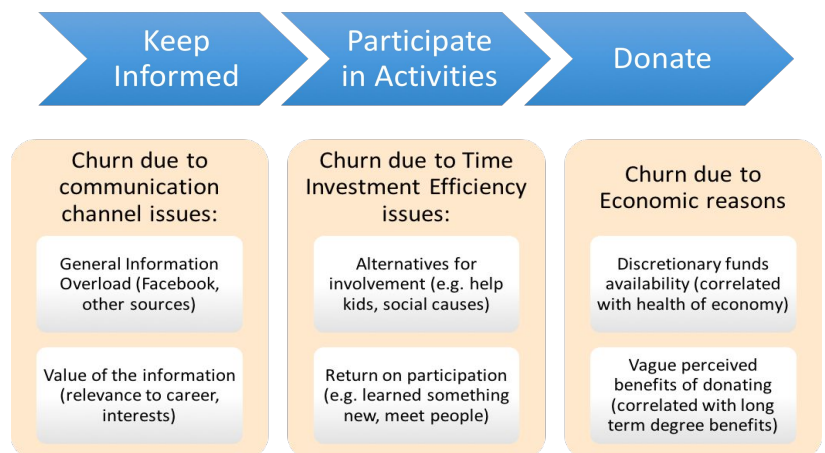 Keep
Informed
Participate
in Activities
Donate
Churn due to
communication
channel issues:
General Information
Overload (Facebook,
other sources)
Value of the information
(relevance to career,
interests)
Churn due to Time
Investment Efficiency
issues:
Alternatives for
involvement (e.g. help
kids, social causes)
Return on participation
(e.g. learned something
new, meet people)
Churn due to
Economic reasons
Discretionary funds
availability (correlated
with health of economy)
Vague perceived
benefits of donating
(correlated with long
term degree benefits)